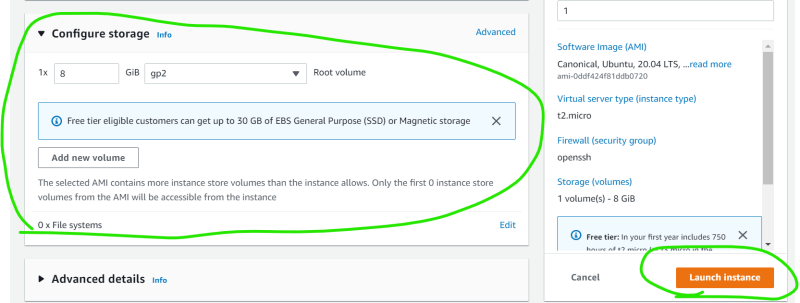 ▼ Configure storage Info
Advanced
1x 8 GiB gp2 Root volume
Free tier eligible customers can get up to 30 GB of EBS General Purpose (SSD) or Magnetic storage
Add new volume
The selected AMI contains more instance store volumes than the instance allows. Only the first 0 instance store
volumes from the AMI will be accessible from the instance
0 x File systems
Edit
Advanced details Info
1
Software Image (AMI)
Canonical, Ubuntu, 20.04 LTS, ...read more
ami-0ddf424f81ddb0720
Virtual server type (instance type)
t2.micro
Firewall (security group)
openssh
Storage (volumes)
1 volume(s) - 8 GiB
Free tier: In your first year includes 750
Cancel
Launch instance